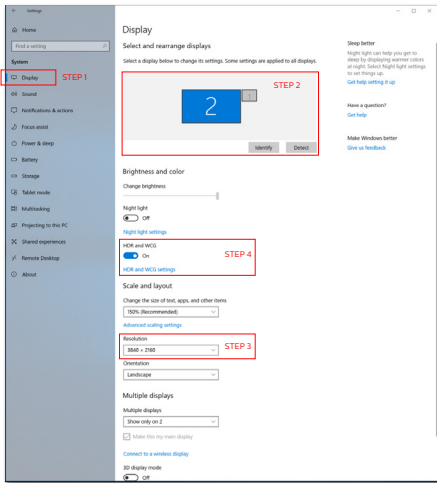 Settings
Home
Find a setting
System
Display
STEP 1
Sound
Notifications & actions
Focus assist
Power & sleep
Battery
Storage
Tablet mode
Multitasking
Projecting to this PC
Shared experiences
Remote Desktop
About
Display
Select and rearrange displays
Select a display below to change its settings. Some settings are applied to all displays.
STEP 2
2
1
Identify
Detect
Brightness and color
Change brightness
Night light
Off
Night light settings
HDR and WCG
On
STEP 4
HDR and WCG settings
Scale and layout
Change the size of text, apps, and other items
150% (Recommended)
Advanced scaling settings
Resolution
3840 × 2160
STEP 3
Orientation
Landscape
Multiple displays
Multiple displays
Show only on 2
Make this my main display
Connect to a wireless display
3D display mode
Off
Sleep better
Night light can help you get to
sleep by displaying warmer colors
at night. Select Night light settings
to set things up.
Get help setting it up
Have a question?
Get help
Make Windows better
Give us feedback